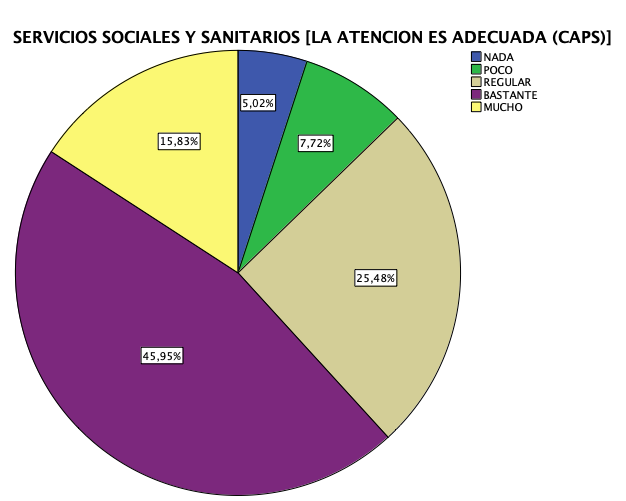 SERVICIOS SOCIALES Y SANITARIOS [LA ATENCION ES ADECUADA (CAPS)]
NADA
POCO
REGULAR
BASTANTE
MUCHO
5,02%
7,72%
15,83%
25,48%
45,95%